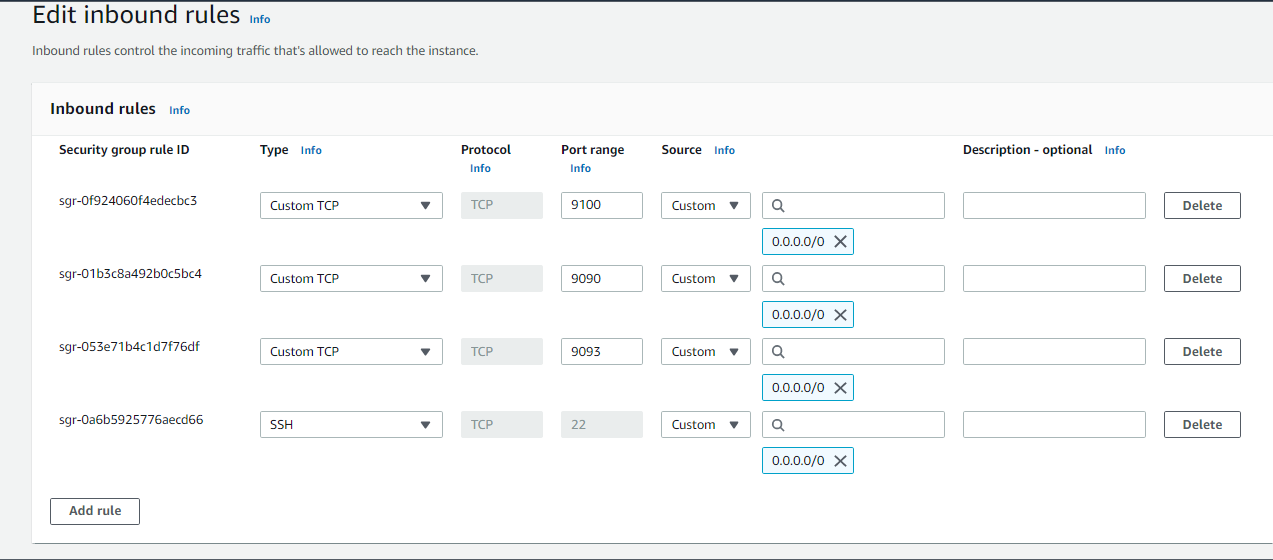 Edit inbound rules Info
Inbound rules control the incoming traffic that's allowed to reach the instance.
Inbound rules Info
Security group rule ID Type Info Protocol Info Port range Info Source Info Description - optional Info
sgr-0f924060f4edecbc3 Custom TCP TCP 9100 Custom Delete
0.0.0.0/0
sgr-01b3c8a492b0c5bc4 Custom TCP TCP 9090 Custom Delete
0.0.0.0/0
sgr-053e71b4c1d7f76df Custom TCP TCP 9093 Custom Delete
0.0.0.0/0
sgr-0a6b5925776aecd66 SSH TCP 22 Custom Delete
0.0.0.0/0
Add rule